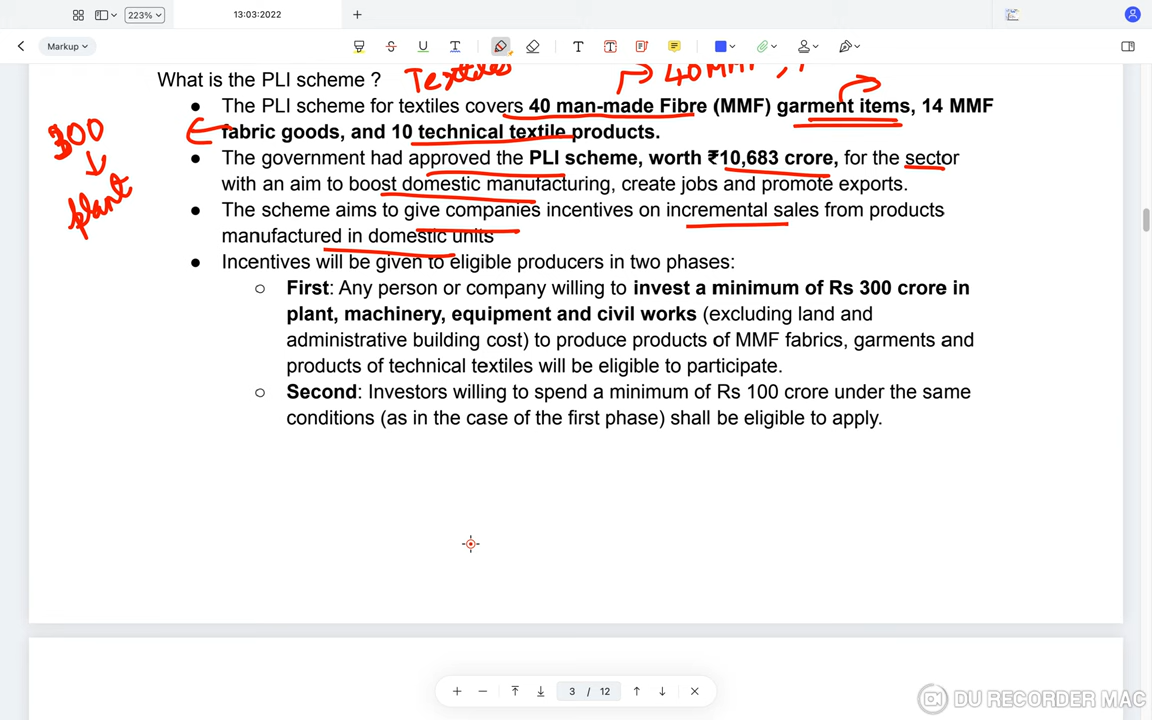 223%
13:03:2022
Markup
Textiles
40 MMF,
What is the PLI scheme ?
● The PLI scheme for textiles covers 40 man-made Fibre (MMF) garment items, 14 MMF
fabric goods, and 10 technical textile products.
300
plant
● The government had approved the PLI scheme, worth ₹10,683 crore, for the sector
with an aim to boost domestic manufacturing, create jobs and promote exports.
● The scheme aims to give companies incentives on incremental sales from products
manufactured in domestic units
● Incentives will be given to eligible producers in two phases:
○ First: Any person or company willing to invest a minimum of Rs 300 crore in
plant, machinery, equipment and civil works (excluding land and
administrative building cost) to produce products of MMF fabrics, garments and
products of technical textiles will be eligible to participate.
○ Second: Investors willing to spend a minimum of Rs 100 crore under the same
conditions (as in the case of the first phase) shall be eligible to apply.
3 / 12
DU RECORDER MAC